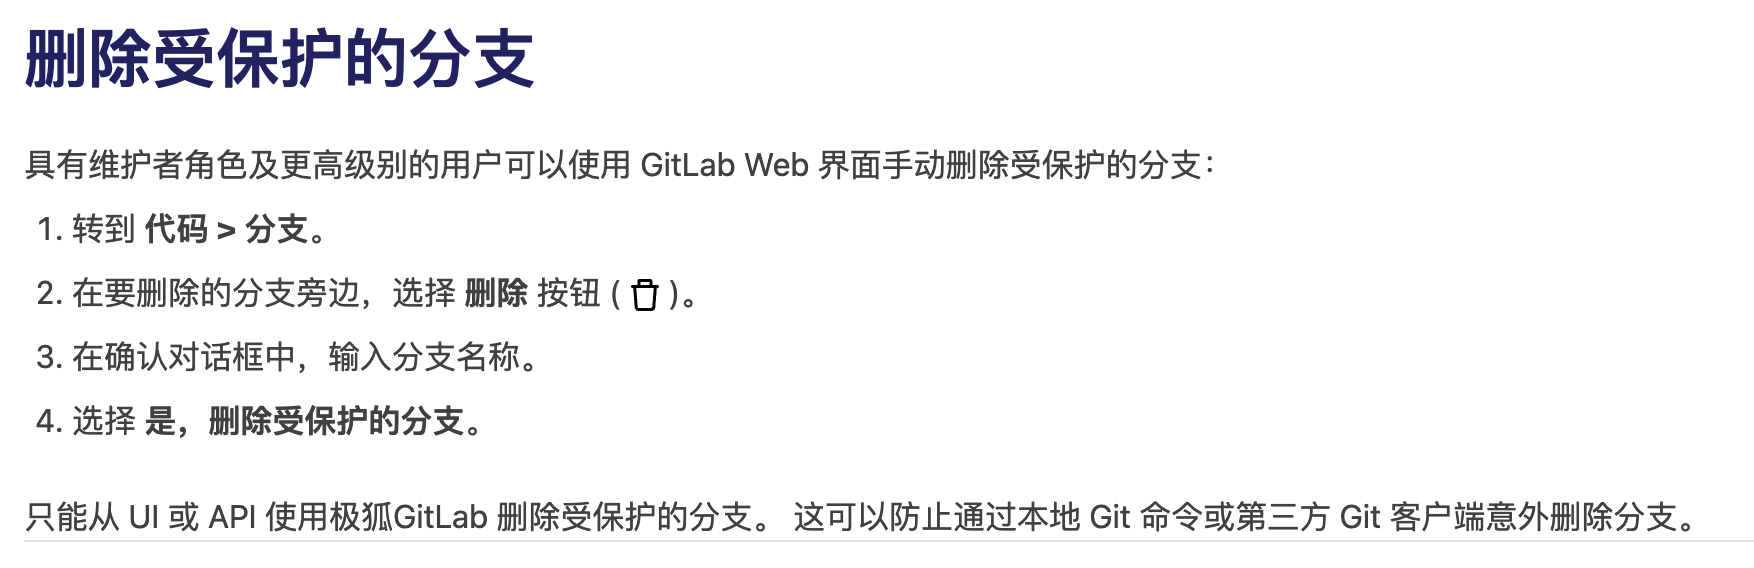 删除受保护的分支
具有维护者角色及更高级别的用户可以使用 GitLab Web 界面手动删除受保护的分支：
1. 转到 代码 > 分支。
2. 在要删除的分支旁边，选择 删除 按钮 ( )。
3. 在确认对话框中，输入分支名称。
4. 选择 是，删除受保护的分支。
只能从 UI 或 API 使用极狐GitLab 删除受保护的分支。 这可以防止通过本地 Git 命令或第三方 Git 客户端意外删除分支。